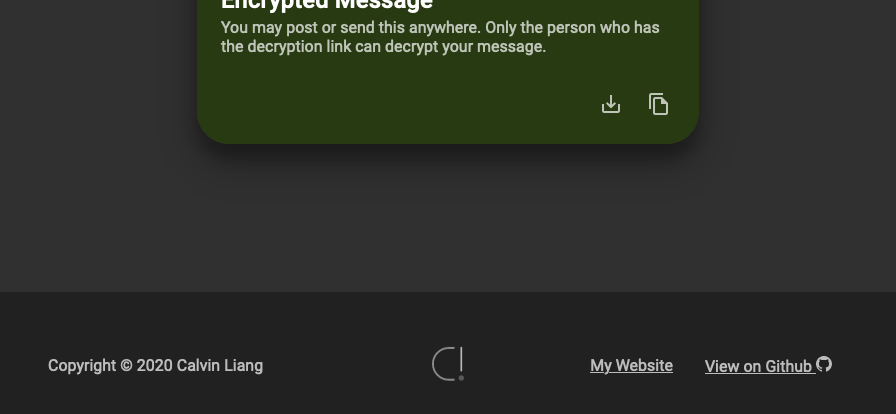 Encrypted Message
You may post or send this anywhere. Only the person who has
the decryption link can decrypt your message.
Copyright © 2020 Calvin Liang
My Website
View on Github